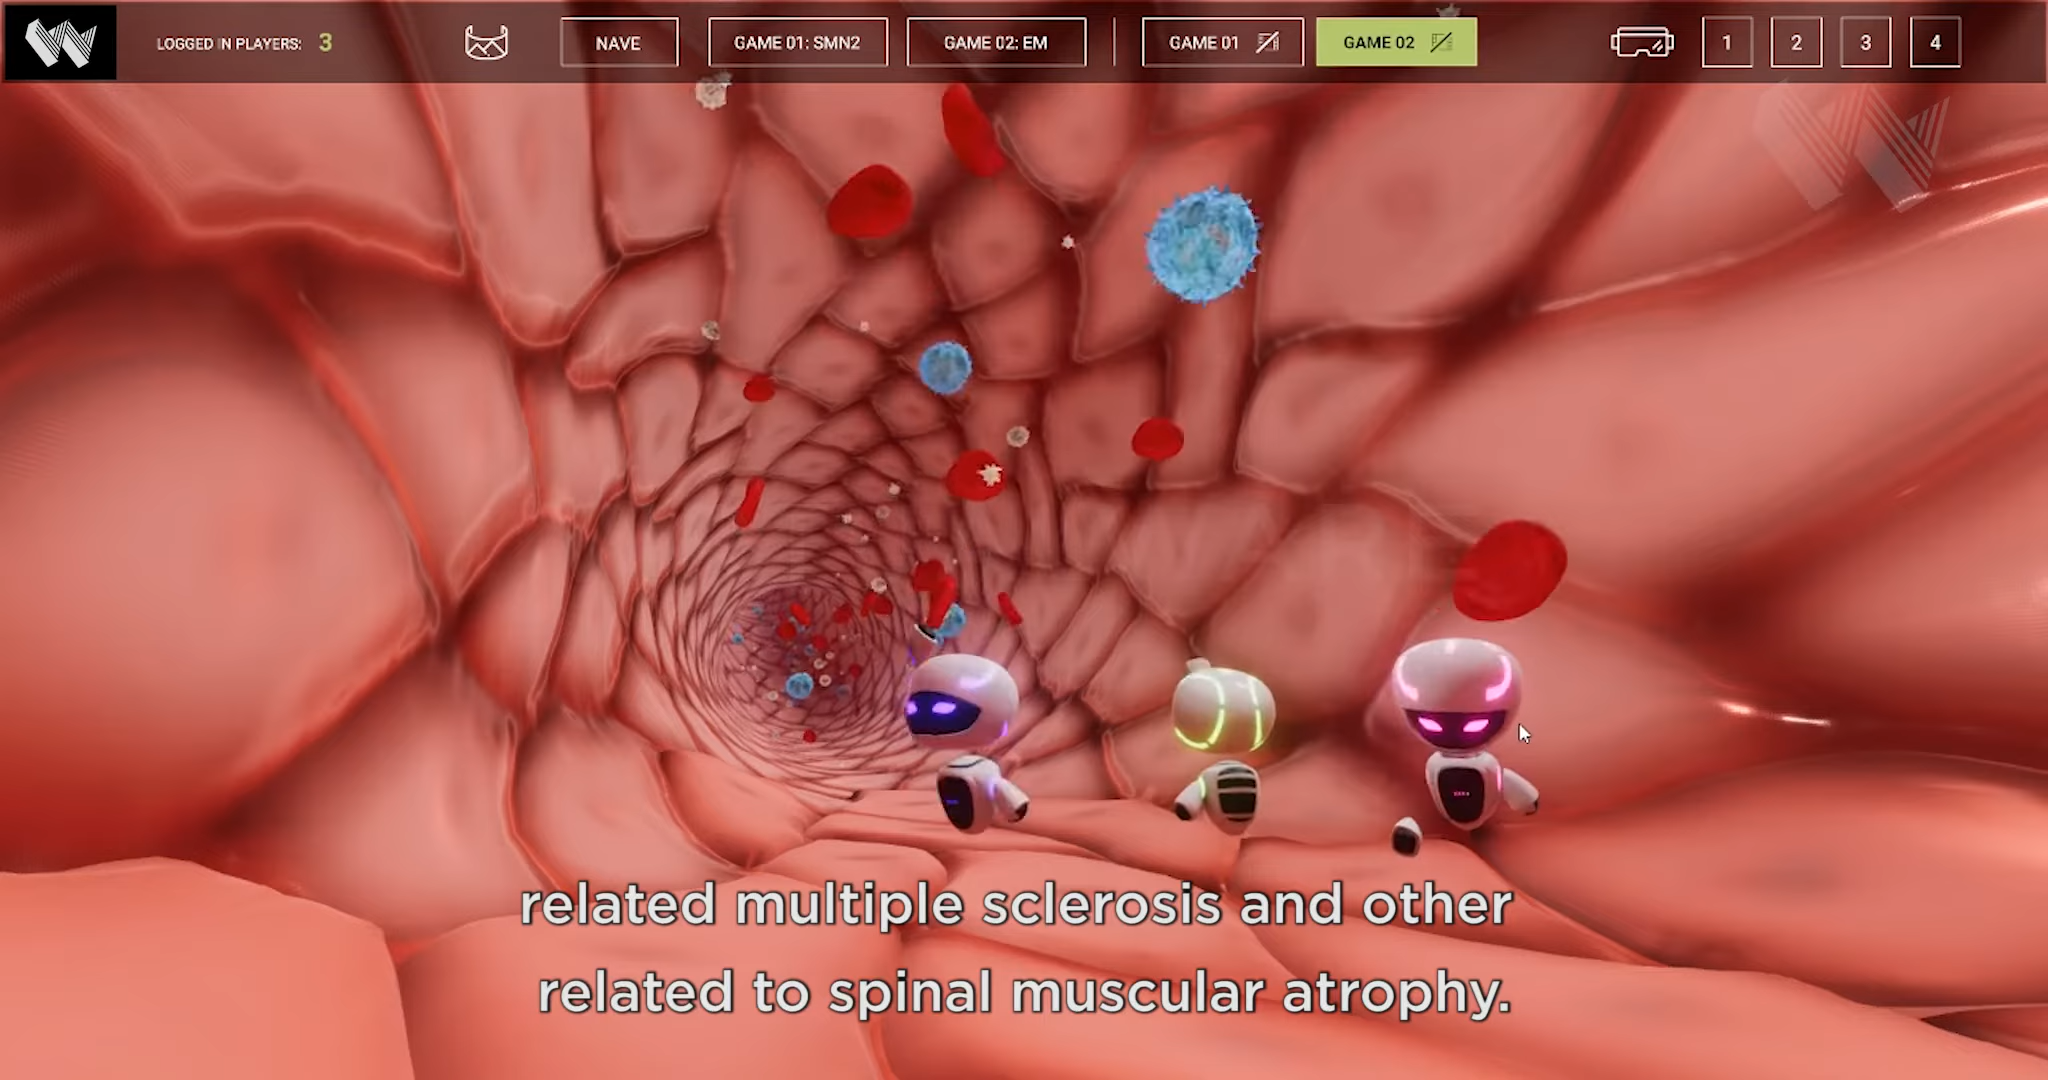 LOGGED IN PLAYERS: 3
NAVE
GAME 01: SMN2
GAME 02: EM
GAME 01
GAME 02
1
2
3
4
related multiple sclerosis and other
related to spinal muscular atrophy.